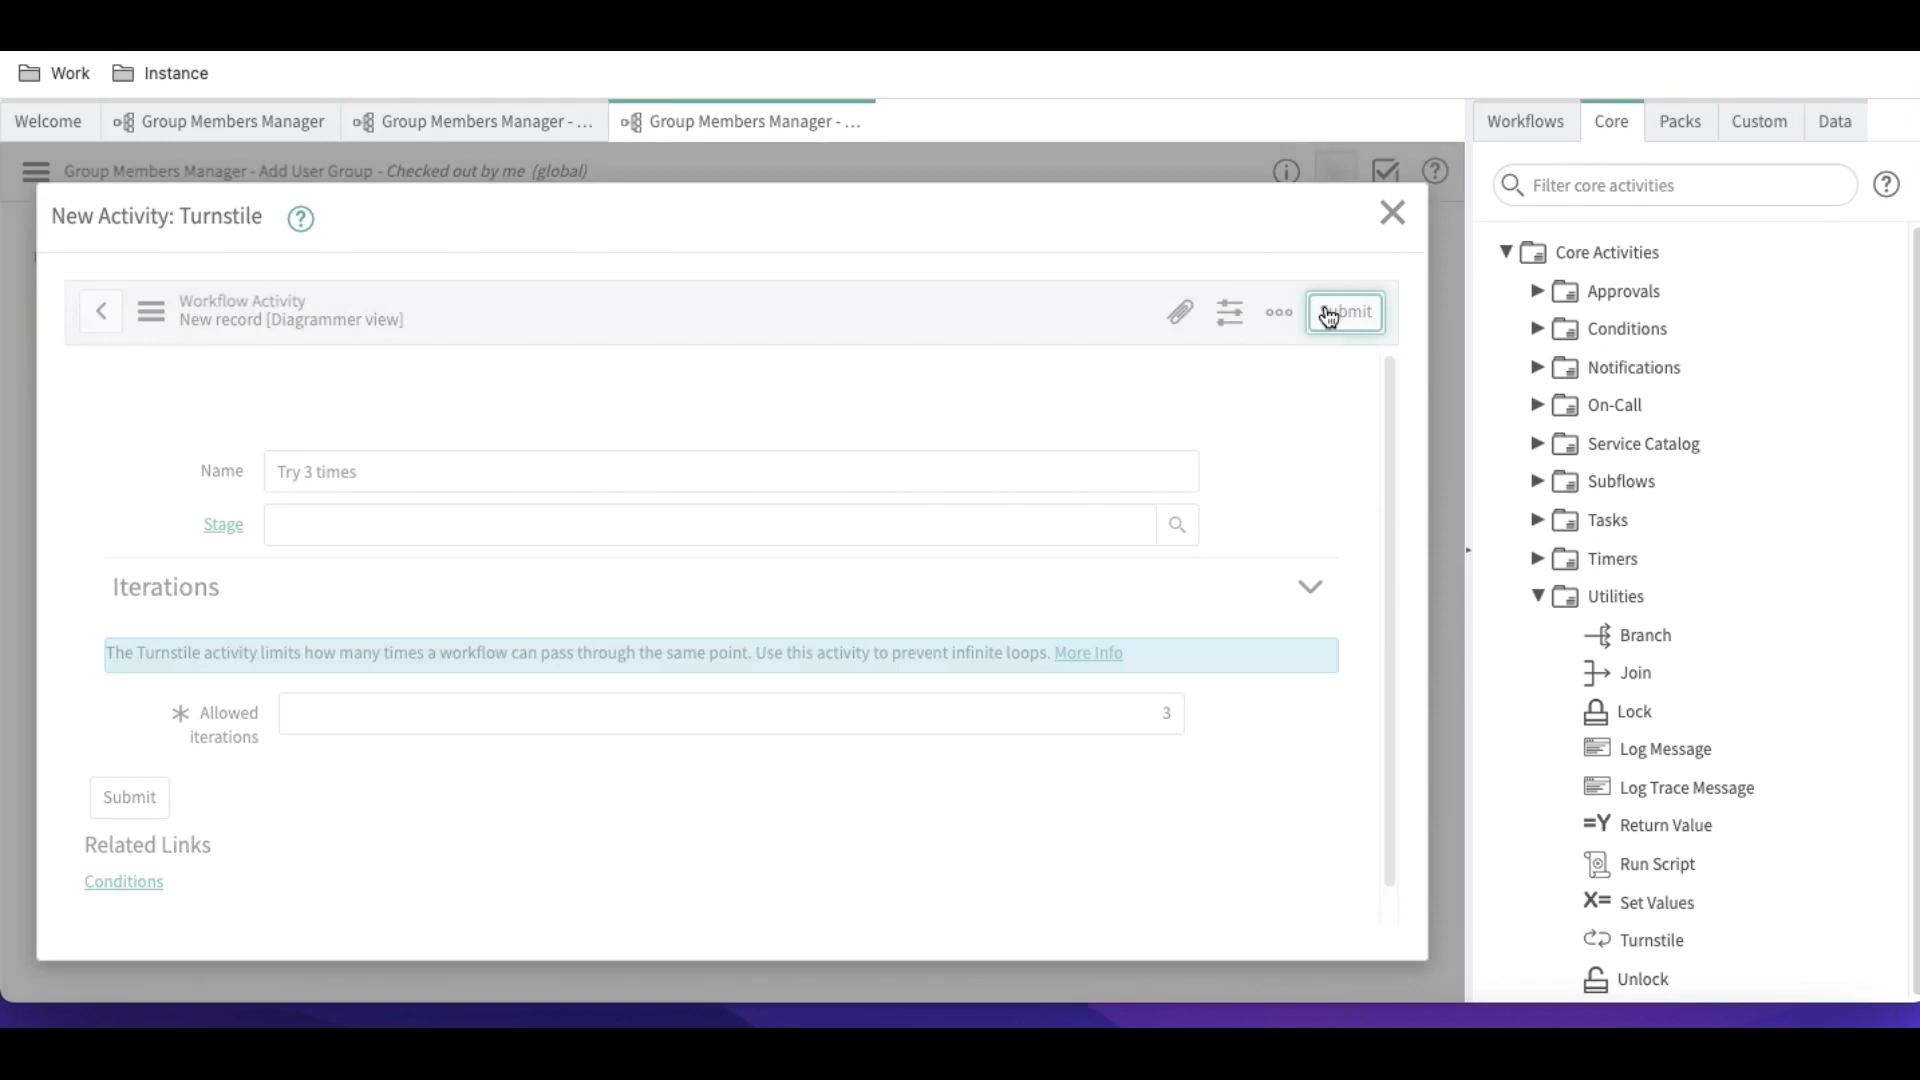 Work
Instance
Welcome
Group Members Manager
Group Members Manager - ...
Group Members Manager - ...
Workflows
Core
Packs
Custom
Data
Group Members Manager - Add User Group - Checked out by me (global)
Filter core activities
New Activity: Turnstile
Workflow Activity
New record [Diagrammer view]
Name
Try 3 times
Stage
Iterations
The Turnstile activity limits how many times a workflow can pass through the same point. Use this activity to prevent infinite loops. More Info
Allowed
iterations
3
Submit
Related Links
Conditions
Core Activities
Approvals
Conditions
Notifications
On-Call
Service Catalog
Subflows
Tasks
Timers
Utilities
Branch
Join
Lock
Log Message
Log Trace Message
Return Value
Run Script
Set Values
Turnstile
Unlock